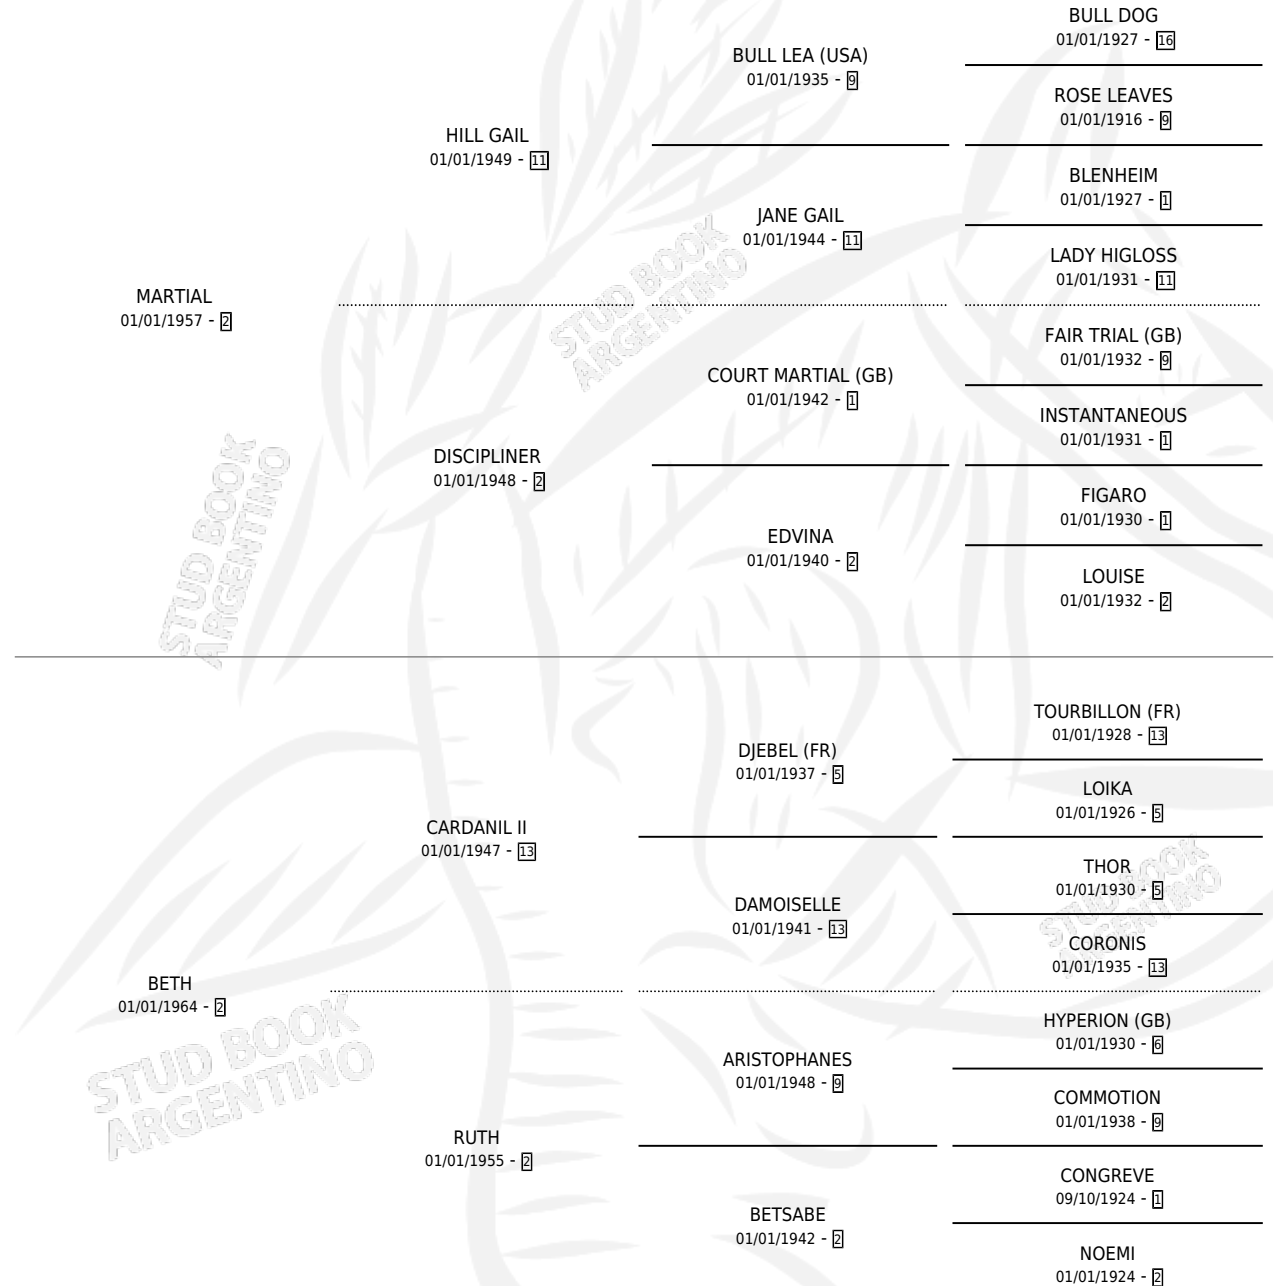 BULL DOG
01/01/1927 - 16
BULL LEA (USA)
01/01/1935 - 9
ROSE LEAVES
01/01/1916 - 9
HILL GAIL
01/01/1949 - 11
BLENHEIM
01/01/1927 - 1
JANE GAIL
01/01/1944 - 11
LADY HIGLOSS
01/01/1931 - 11
MARTIAL
01/01/1957 - 2
FAIR TRIAL (GB)
01/01/1932 - 9
COURT MARTIAL (GB)
01/01/1942 - 1
INSTANTANEOUS
01/01/1931 - 1
DISCIPLINER
01/01/1948 - 2
FIGARO
01/01/1930 - 1
EDVINA
01/01/1940 - 2
LOUISE
01/01/1932 - 2
TOURBILLON (FR)
01/01/1928 - 13
DJEBEL (FR)
01/01/1937 - 5
LOIKA
01/01/1926 - 5
CARDANIL II
01/01/1947 - 13
THOR
01/01/1930 - 5
DAMOISELLE
01/01/1941 - 13
CORONIS
01/01/1935 - 13
BETH
01/01/1964 - 2
HYPERION (GB)
01/01/1930 - 6
ARISTOPHANES
01/01/1948 - 9
COMMOTION
01/01/1938 - 9
RUTH
01/01/1955 - 2
CONGREVE
09/10/1924 - 1
BETSABE
01/01/1942 - 2
NOEMI
01/01/1924 - 2
STUD BOOK
ARGENTINO
STUD BOOK
ARGENTINO
STUD BOOK
ARGENTINO
STUD BOOK
ARGENTINO